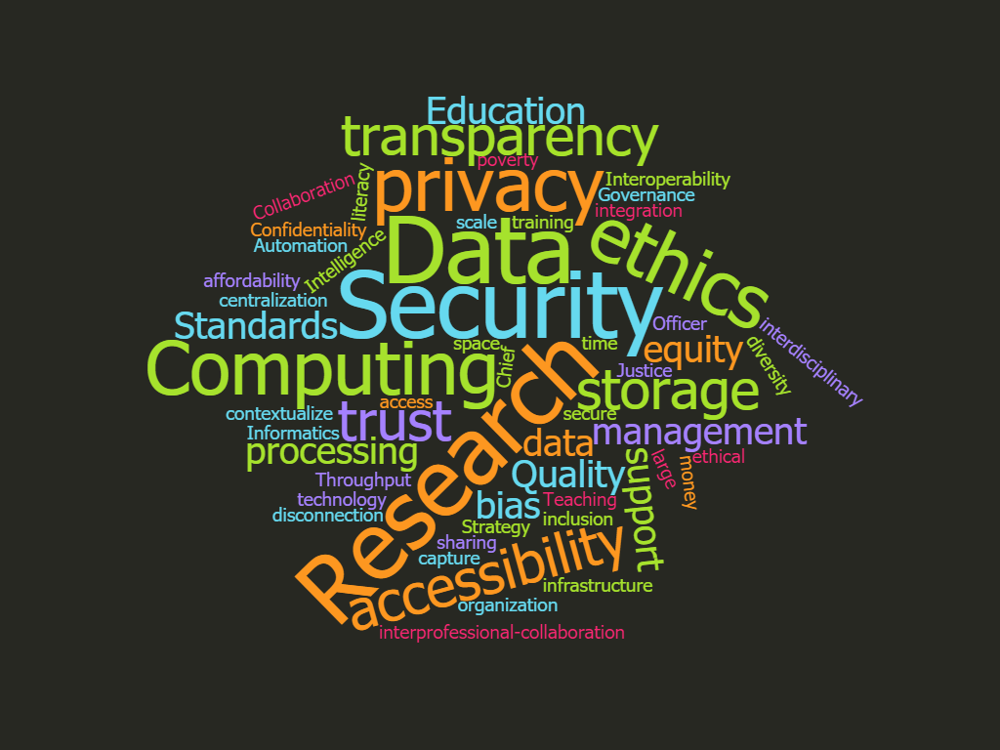 Education
transparency
poverty
privacy
Collaboration
literacy
Interoperability
Governance
integration
scale
training
Confidentiality
Automation
Intelligence
Data
ethics
affordability
centralization
Security
Standards
Officer
interdisciplinary
space
Chief
time
equity
diversity
Computing
Justice
storage
access
contextualize
trust
secure
Informatics
management
processing
Research
data
support
large
ethical
money
Quality
Throughput
technology
bias
Teaching
disconnection
Strategy
inclusion
sharing
capture
accessibility
infrastructure
organization
interprofessional-collaboration